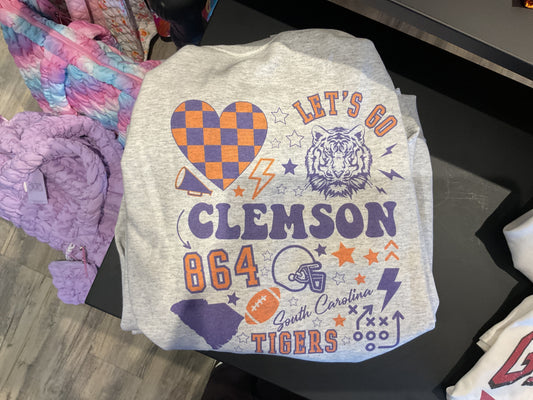 LET'S GO
CLEMSON
864
South Carolina
TIGERS